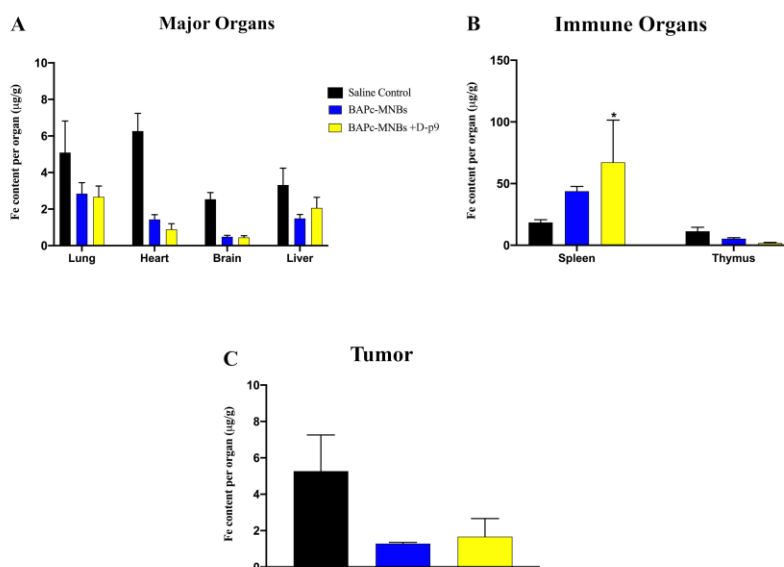 A
Major Organs
Fe content per organ (µg/g)
10
8
6
4
2
0
Lung Heart Brain Liver
Saline Control
BAPc-MNBs
BAPc-MNBs +D-p9
B
Immune Organs
Fe content per organ (µg/g)
150
100
50
0
*
Spleen Thymus
C
Tumor
Fe content per organ (µg/g)
10
8
6
4
2
0